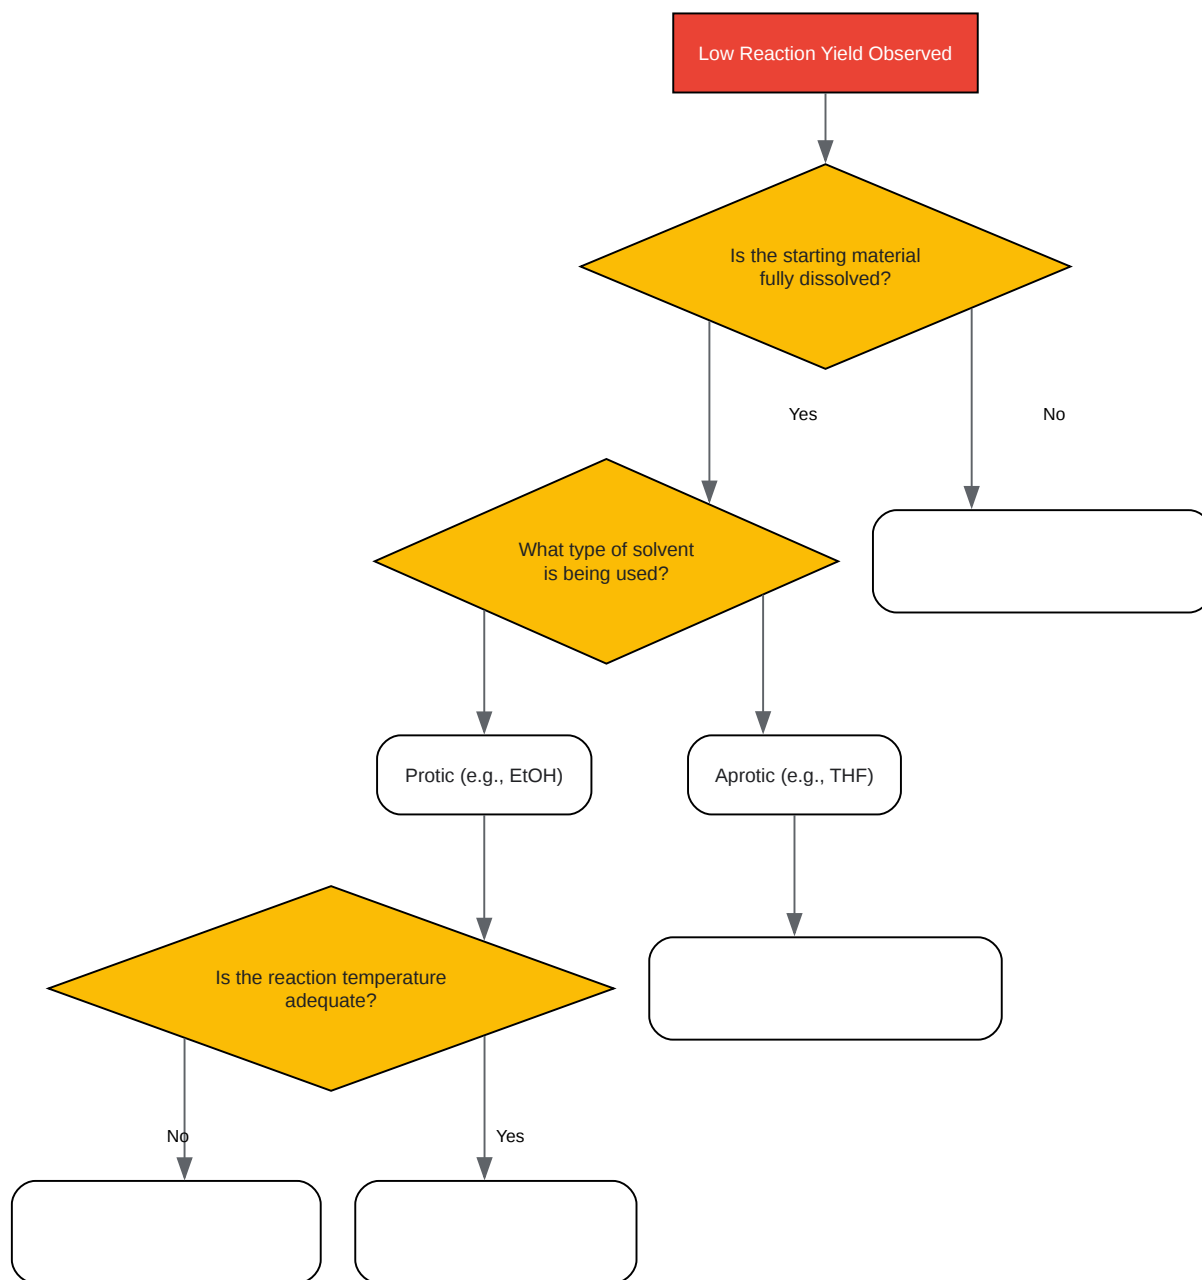 Low Reaction Yield Observed
Is the starting material
fully dissolved?
Yes
No
What type of solvent
is being used?
Protic (e.g., EtOH)
Aprotic (e.g., THF)
Is the reaction temperature
adequate?
No
Yes